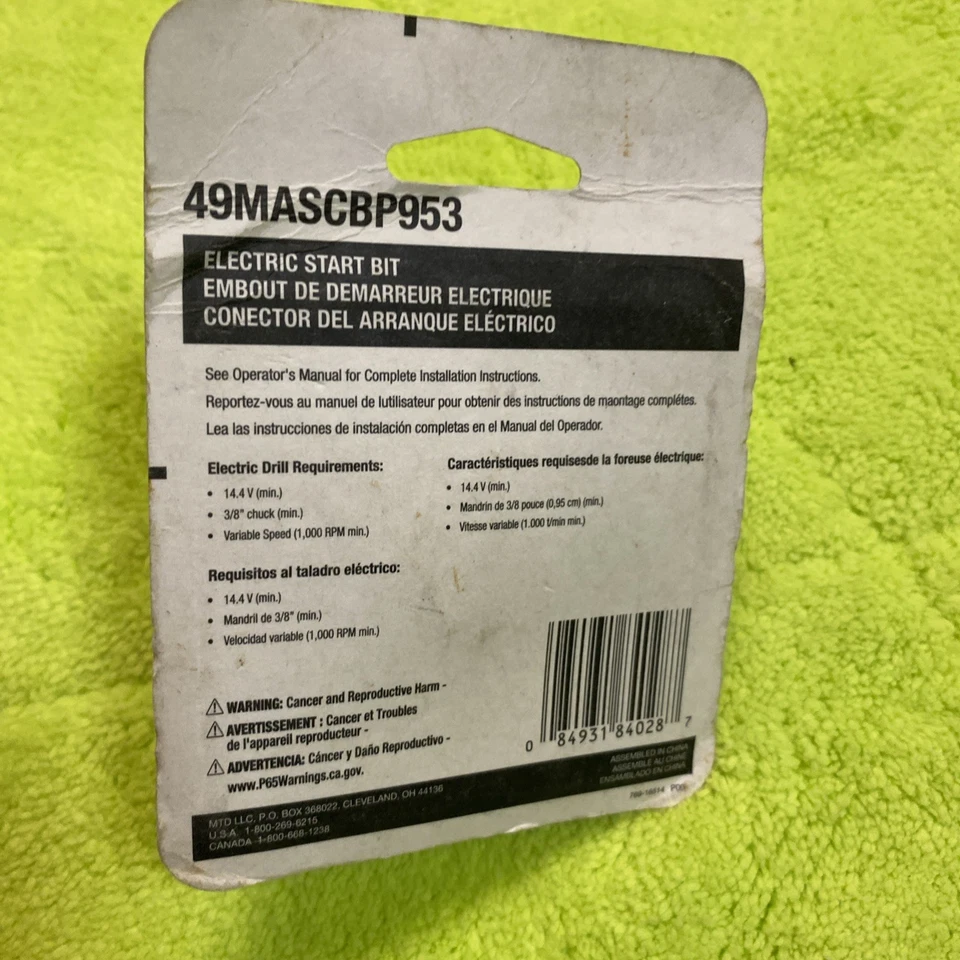 49MASCBP953
ELECTRIC START BIT
EMBOUT DE DEMARREUR ELECTRIQUE
CONECTOR DEL ARRANQUE ELÉCTRICO
See Operator's Manual for Complete Installation Instructions.
Reportez-vous au manuel de lutilisateur pour obtenir des instructions de maontage complétes.
Lea las instrucciones de instalación completas en el Manual del Operador.
Electric Drill Requirements:
• 14.4 V (min.)
• 3/8" chuck (min.)
• Variable Speed (1,000 RPM min.)
Caractéristiques requisesde la foreuse électrique:
• 14.4 V (min.)
• Mandrin de 3/8 pouce (0,95 cm) (min.)
• Vitesse variable (1.000 t/min min.)
Requisitos al taladro eléctrico:
• 14.4 V (min.)
• Mandril de 3/8" (min.)
• Velocidad variable (1,000 RPM min.)
⚠ WARNING: Cancer and Reproductive Harm -
⚠ AVERTISSEMENT : Cancer et Troubles
de l'appareil reproducteur -
⚠ ADVERTENCIA: Cáncer y Daño Reproductivo -
www.P65Warnings.ca.gov.
0 84931 84028 7
MTD LLC, P.O. BOX 368022, CLEVELAND, OH 44136
U.S.A. 1-800-269-6215
CANADA 1-800-668-1238
ASSEMBLED IN CHINA
ASSEMBLE AU CHINE
ENSAMBLADO EN CHINA